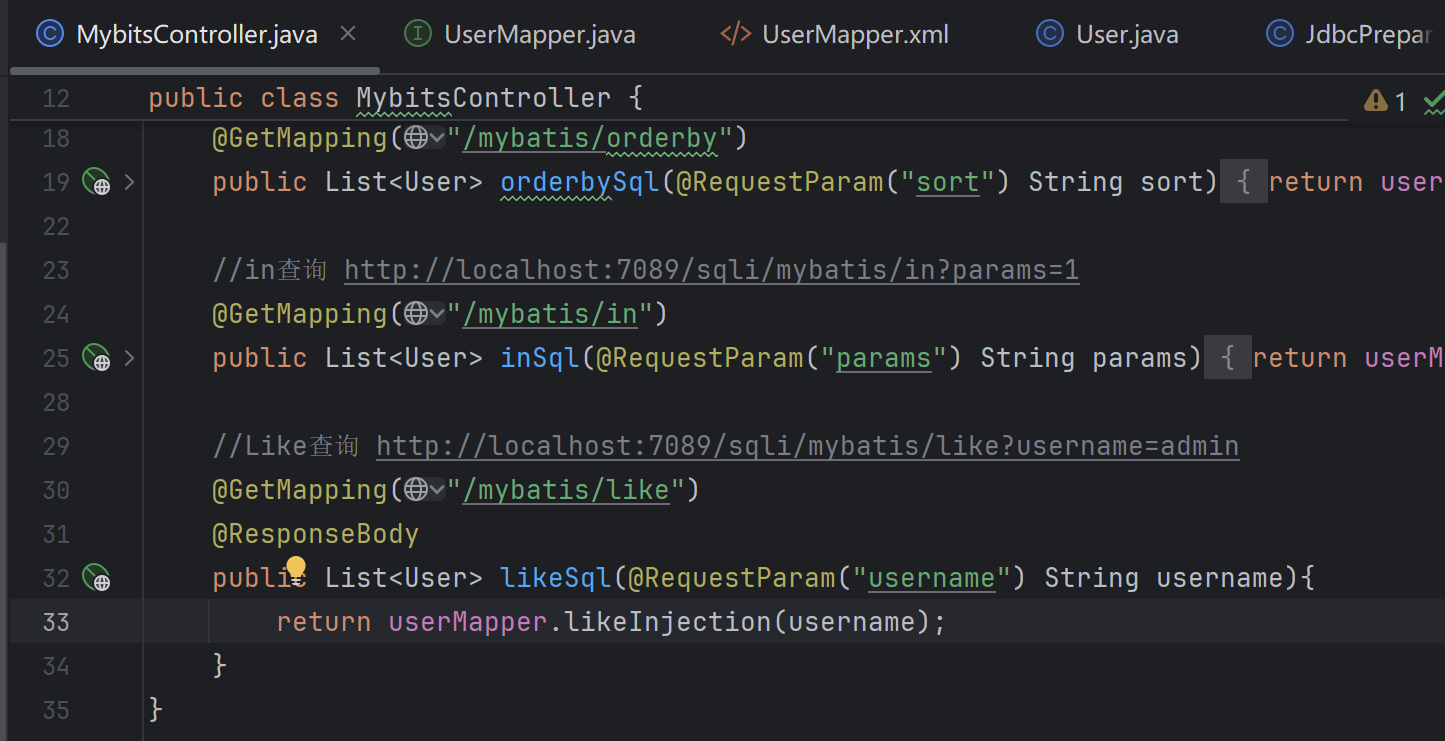 MybitsController.java UserMapper.java UserMapper.xml User.java JdbcPrepar
12 public class MybitsController { 1
18 @GetMapping("/mybatis/orderby")
19 public List<User> orderbySql(@RequestParam("sort") String sort) { return user
22
23 //in查询 http://localhost:7089/sqli/mybatis/in?params=1
24 @GetMapping("/mybatis/in")
25 public List<User> inSql(@RequestParam("params") String params) { return userM
28
29 //Like查询 http://localhost:7089/sqli/mybatis/like?username=admin
30 @GetMapping("/mybatis/like")
31 @ResponseBody
32 public List<User> likeSql(@RequestParam("username") String username){
33 return userMapper.likeInjection(username);
34 }
35 }